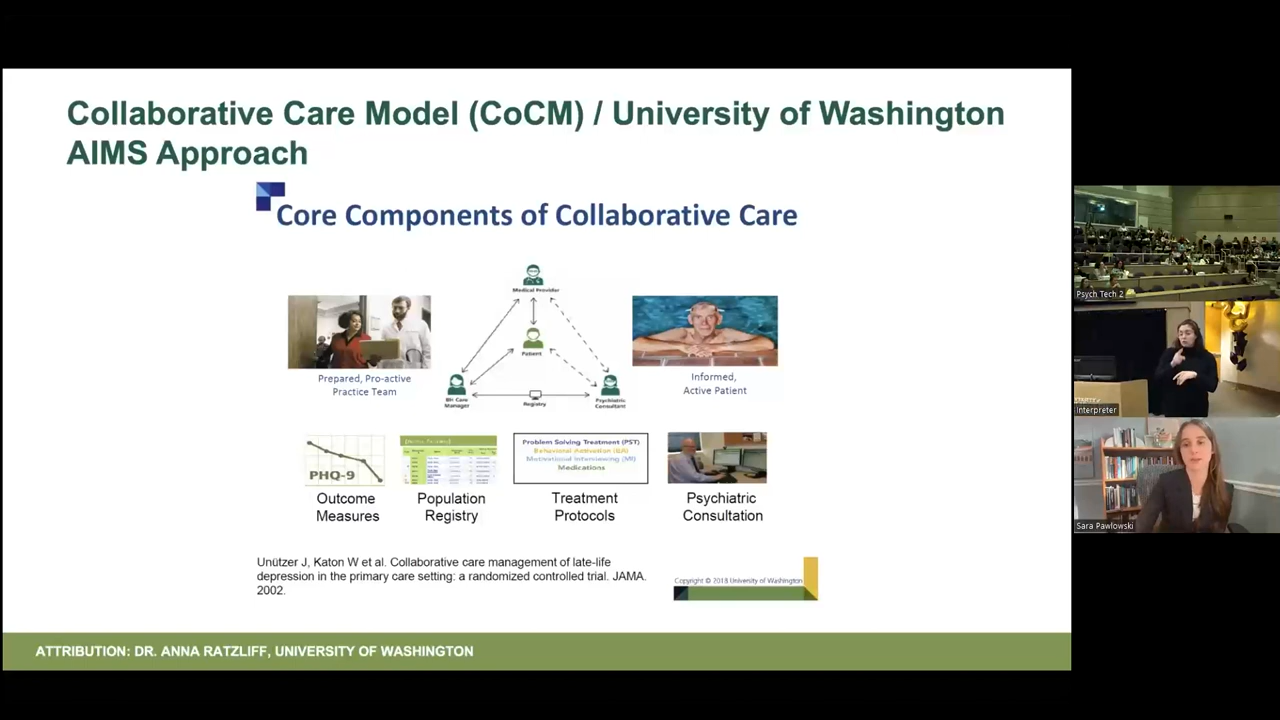 Collaborative Care Model (CoCM) / University of Washington
AIMS Approach
Core Components of Collaborative Care
Medical Provider
Patient
BH Care
Manager
Registry
Psychiatric
Consultant
Prepared, Pro-active
Practice Team
Informed,
Active Patient
PHQ-9
Outcome
Measures
Population
Registry
Problem Solving Treatment (PST)
Behavioral Activation (BA)
Motivational Interviewing (MI)
Medications
Treatment
Protocols
Psychiatric
Consultation
Unützer J, Katon W et al. Collaborative care management of late-life
depression in the primary care setting: a randomized controlled trial. JAMA.
2002.
Copyright © 2018 University of Washington
ATTRIBUTION: DR. ANNA RATZLIFF, UNIVERSITY OF WASHINGTON
Psych Tech 2
Interpreter
Sara Pawlowski